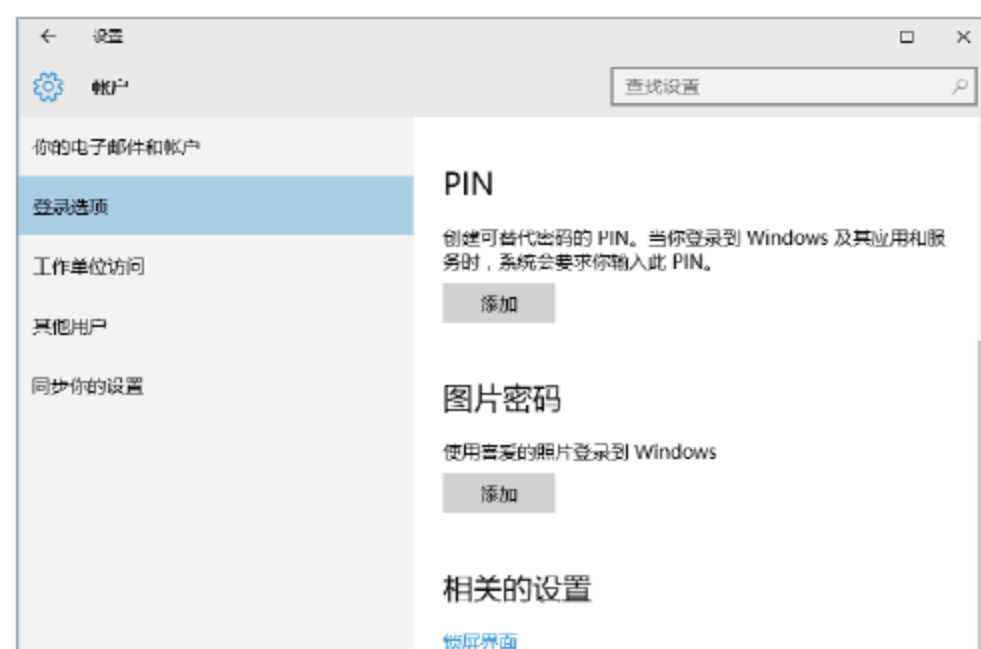 设置
帐户
查找设置
你的电子邮件和帐户
登录选项
工作单位访问
其他用户
同步你的设置
PIN
创建可替代密码的 PIN。当你登录到 Windows 及其应用和服
务时，系统会要求你输入此 PIN。
添加
图片密码
使用喜爱的照片登录到 Windows
添加
相关的设置
锁屏界面